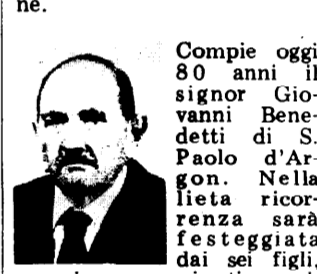 ne.
Compie oggi
80 anni il
signor Gio-
vanni Bene-
detti di S.
Paolo d'Ar-
gon. Nella
lieta ricor-
renza sarà
festeggiata
dai sei figli,